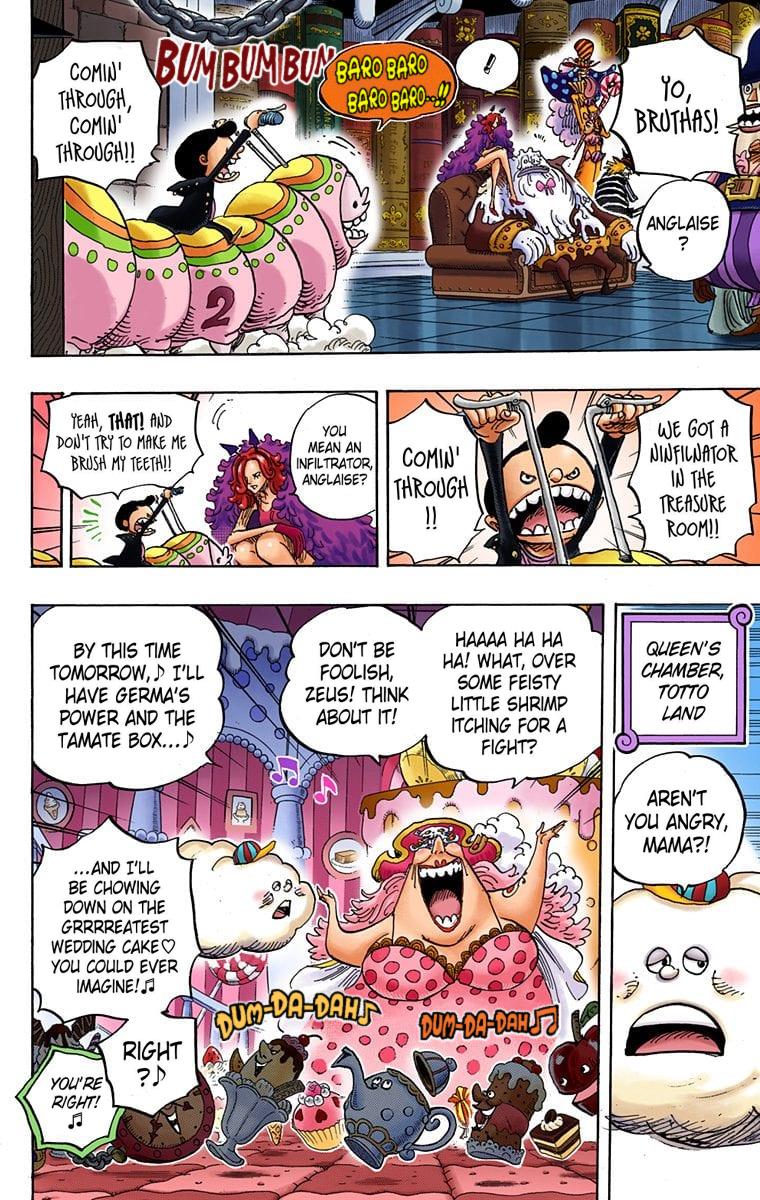 YO,
BRUTHAS!
ANGLAISE
?
!
BARO BARO
BARO BARO--!!
BUM BUM BUM
COMIN'
THROUGH,
COMIN'
THROUGH!!
2
WE GOT A
NINFILNATOR
IN THE
TREASURE
ROOM!!
COMIN'
THROUGH
!!
YOU
MEAN AN
INFILTRATOR,
ANGLAISE?
YEAH, THAT! AND
DON'T TRY TO MAKE ME
BRUSH MY TEETH!!
QUEEN'S
CHAMBER,
TOTTO
LAND
AREN'T
YOU ANGRY,
MAMA?!
HAAAA HA HA
HA! WHAT, OVER
SOME FEISTY
LITTLE SHRIMP
ITCHING FOR A
FIGHT?
DON'T BE
FOOLISH,
ZEUS! THINK
ABOUT IT!
BY THIS TIME
TOMORROW,♪ I'LL
HAVE GERMA'S
POWER AND THE
TAMATE BOX...♪
...AND I'LL
BE CHOWING
DOWN ON THE
GRRRREATEST
WEDDING CAKE♡
YOU COULD EVER
IMAGINE!♫
RIGHT
?♪
YOU'RE
RIGHT!
♫
DUM-DA-DAH♪
DUM-DA-DAH♫